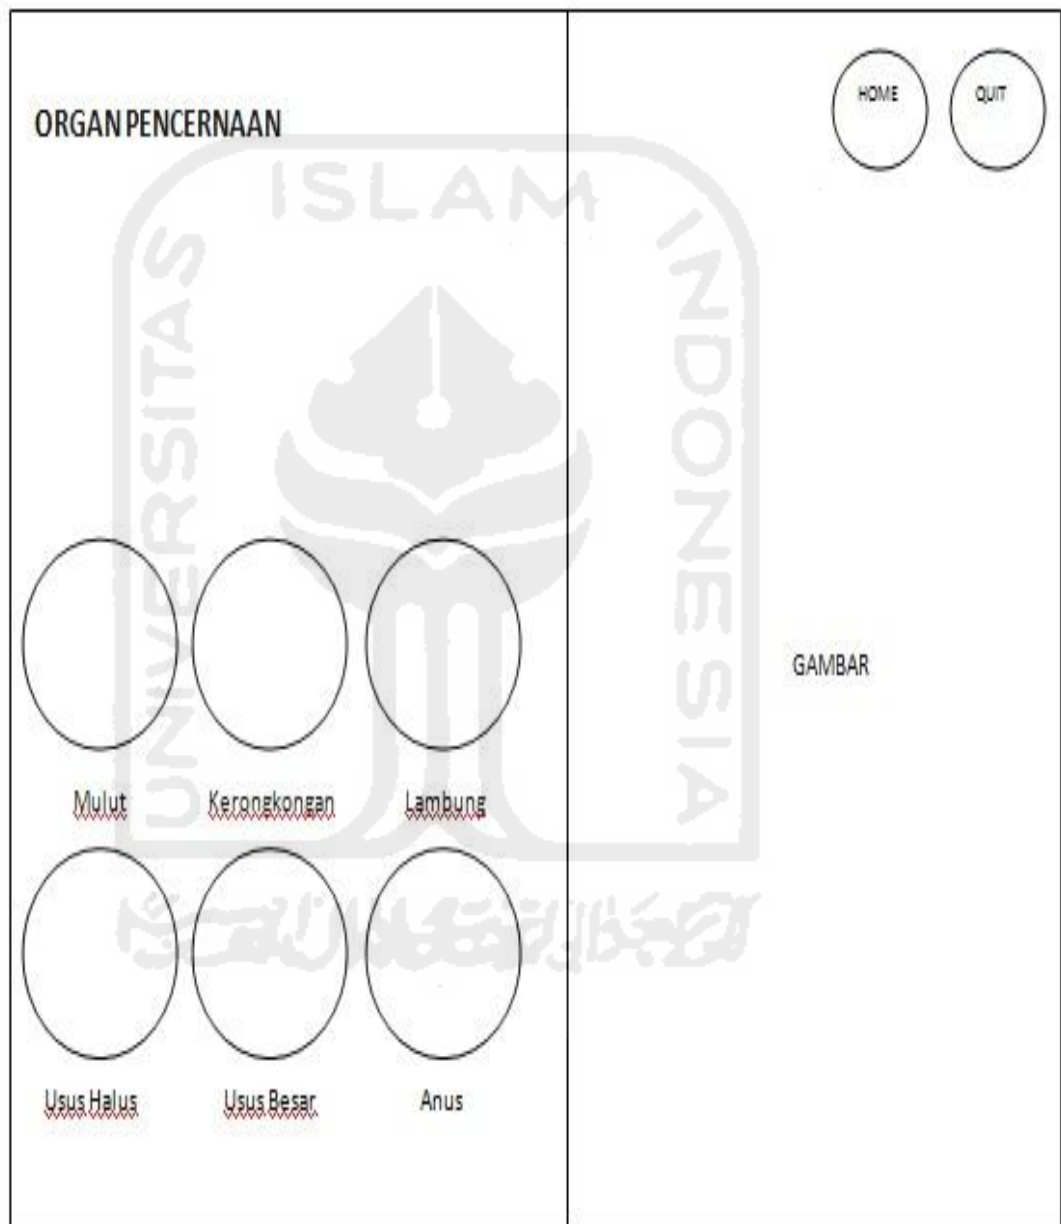 ORGAN PENCERNAAN
HOME
QUIT
UNIVERSITAS
ISLAM
INDONESIA
GAMBAR
Mulut
Kerongkongan
Lambung
Usus Halus
Usus Besar
Anus